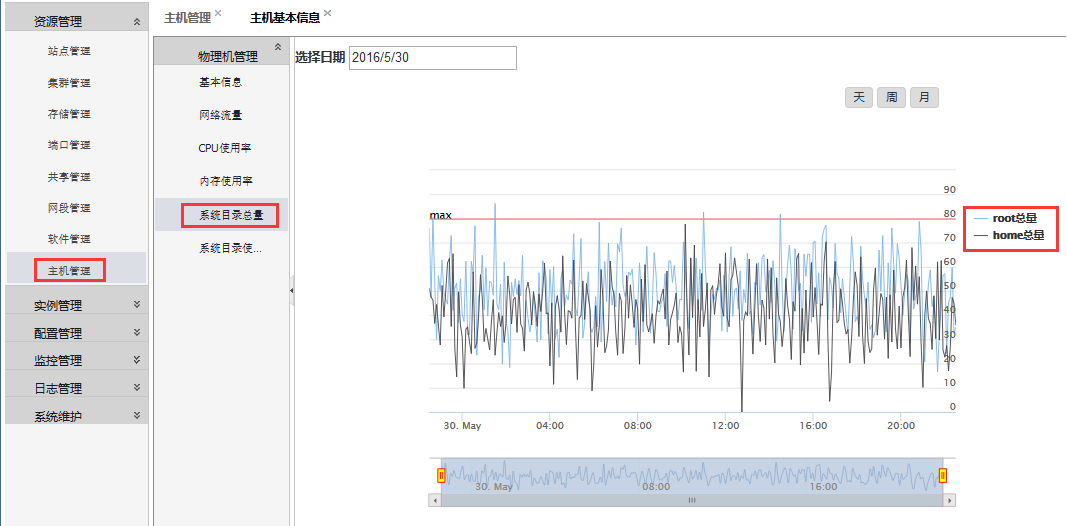 资源管理
站点管理
集群管理
存储管理
端口管理
共享管理
网段管理
软件管理
主机管理
实例管理
配置管理
监控管理
日志管理
系统维护
主机管理
主机基本信息
物理机管理
基本信息
网络流量
CPU使用率
内存使用率
系统目录总量
系统目录使...
选择日期 2016/5/30
天 周 月
90
max
80
70
60
50
40
30
20
10
0
root总量
home总量
30. May 04:00 08:00 12:00 16:00 20:00
30. May 08:00 16:00